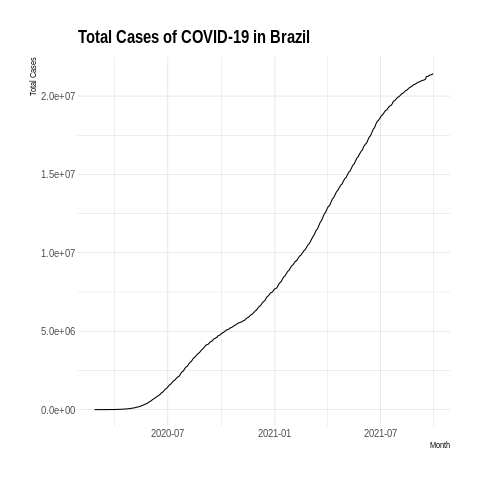 Total Cases of COVID-19 in Brazil
Total Cases
2.0e+07
1.5e+07
1.0e+07
5.0e+06
0.0e+00
2020-07
2021-01
2021-07
Month